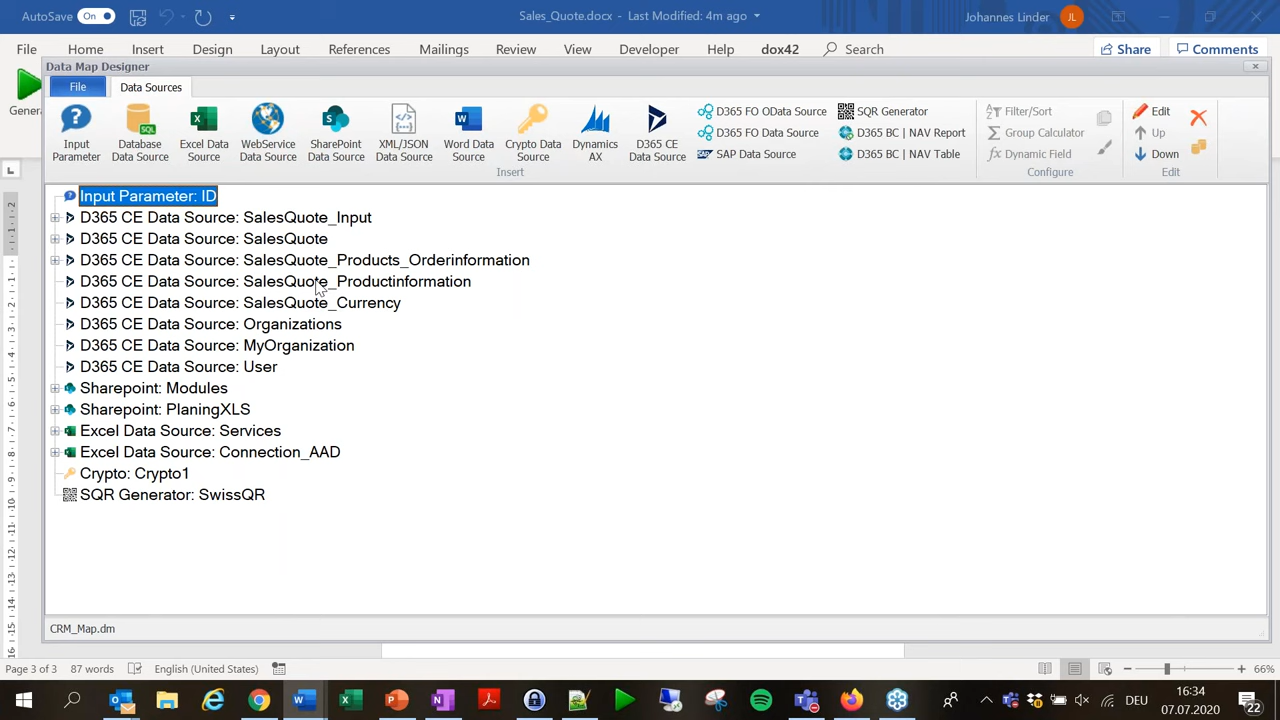 AutoSave On Sales_Quote.docx - Last Modified: 4m ago Johannes Linder JL
File Home Insert Design Layout References Mailings Review View Developer Help dox42 Search Share Comments
Data Map Designer
File Data Sources
Input Parameter
Database Data Source
Excel Data Source
WebService Data Source
SharePoint Data Source
XML/JSON Data Source
Word Data Source
Crypto Data Source
Dynamics AX
D365 CE Data Source
D365 FO OData Source
D365 FO Data Source
SAP Data Source
SQR Generator
D365 BC | NAV Report
D365 BC | NAV Table
Insert
Filter/Sort
Group Calculator
Dynamic Field
Configure
Edit
Up
Down
Edit
Input Parameter: ID
D365 CE Data Source: SalesQuote_Input
D365 CE Data Source: SalesQuote
D365 CE Data Source: SalesQuote_Products_Orderinformation
D365 CE Data Source: SalesQuote_Productinformation
D365 CE Data Source: SalesQuote_Currency
D365 CE Data Source: Organizations
D365 CE Data Source: MyOrganization
D365 CE Data Source: User
Sharepoint: Modules
Sharepoint: PlaningXLS
Excel Data Source: Services
Excel Data Source: Connection_AAD
Crypto: Crypto1
SQR Generator: SwissQR
CRM_Map.dm
Page 3 of 3 87 words English (United States) 66%
DEU
16:34
07.07.2020
22